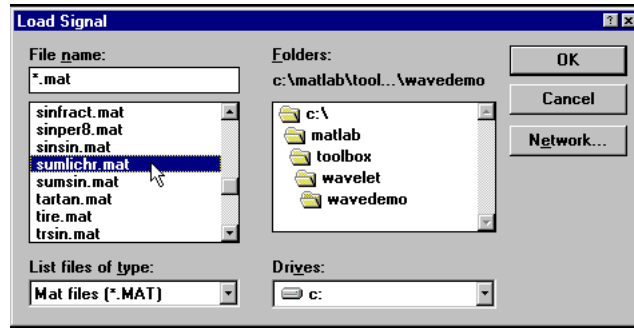 Load Signal
File name:
*.mat
sinfract.mat
sinper8.mat
sinsin.mat
sumlichr.mat
sumsin.mat
tartan.mat
tire.mat
trsin.mat
List files of type:
Mat files (*.MAT)
Folders:
c:\matlab\tool...\wavedemo
c:\
matlab
toolbox
wavelet
wavedemo
Drives:
c:
OK
Cancel
Network...